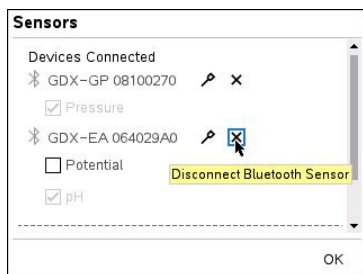 Sensors
Devices Connected
GDX-GP 08100270
Pressure
GDX-EA 064029A0
Potential
Disconnect Bluetooth Sensor
pH
OK